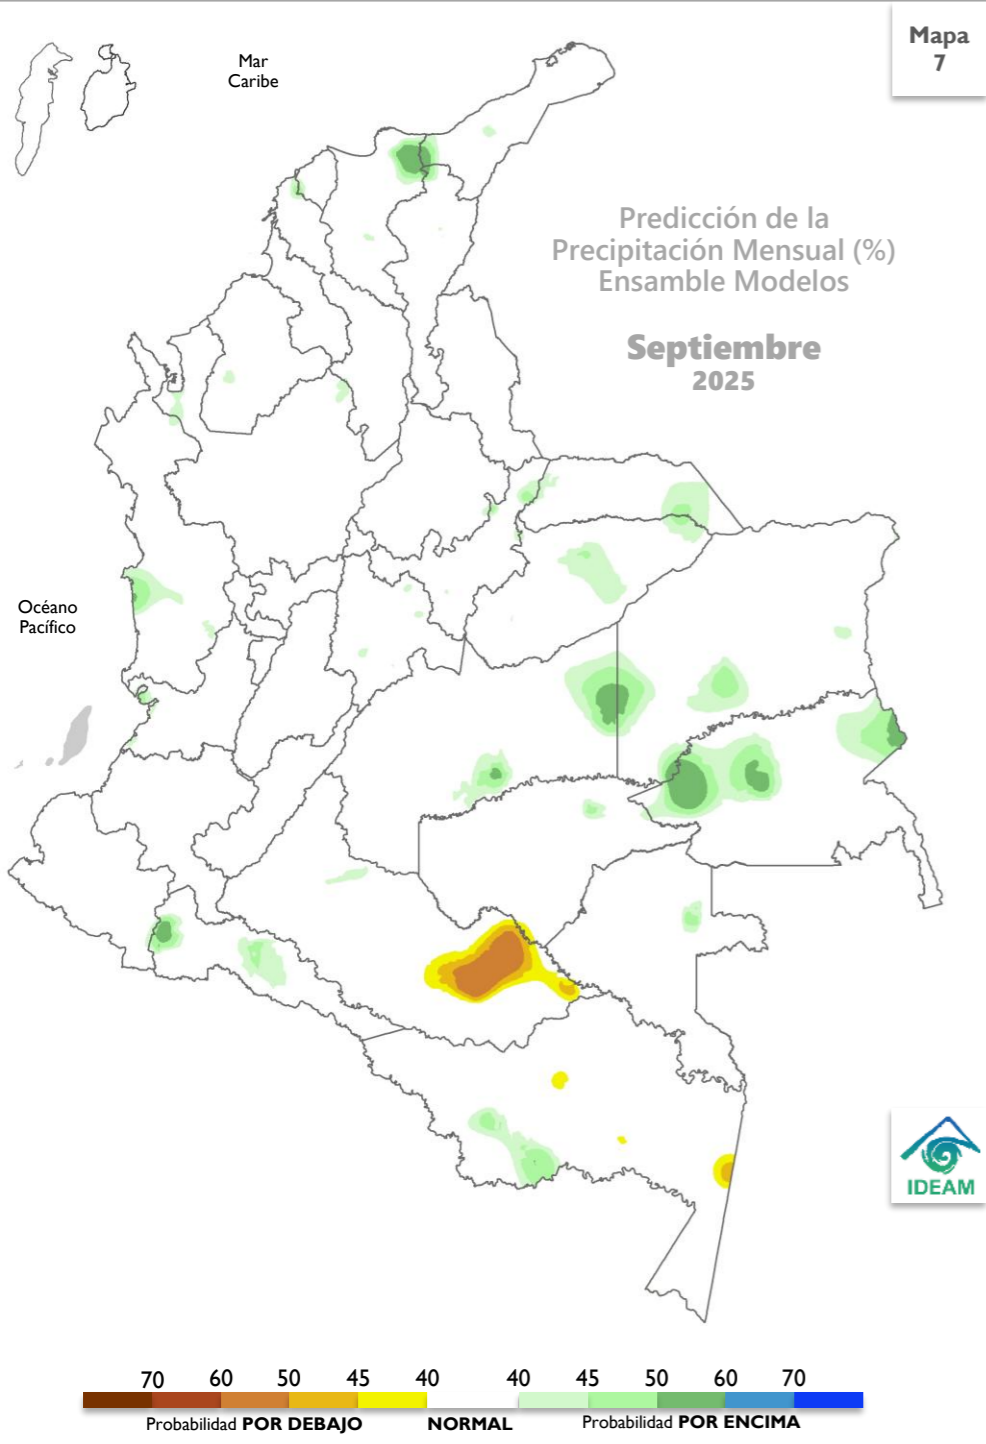 Mapa
7
Mar
Caribe
Predicción de la
Precipitación Mensual (%)
Ensamble Modelos
Septiembre
2025
Océano
Pacífico
IDEAM
70 60 50 45 40 40 45 50 60 70
Probabilidad POR DEBAJO NORMAL Probabilidad POR ENCIMA